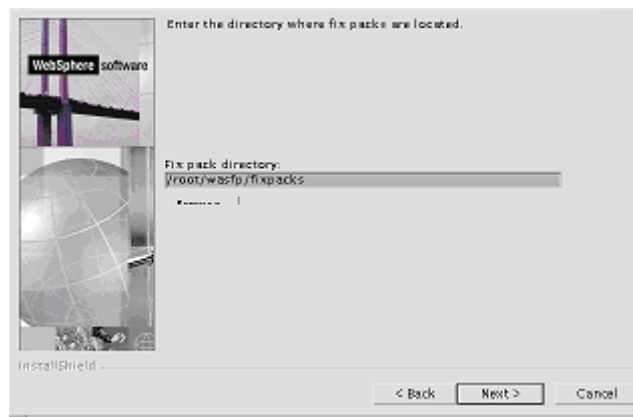 Enter the directory where fix packs are located.
WebSphere software
Fix pack directory:
/root/wasfp/fixpacks
InstallShield
< Back
Next >
Cancel